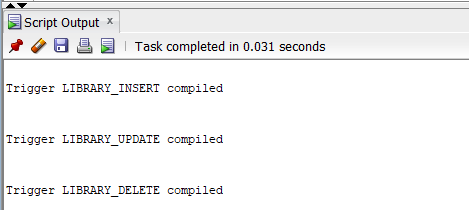 Script Output x
Task completed in 0.031 seconds
Trigger LIBRARY_INSERT compiled
Trigger LIBRARY_UPDATE compiled
Trigger LIBRARY_DELETE compiled